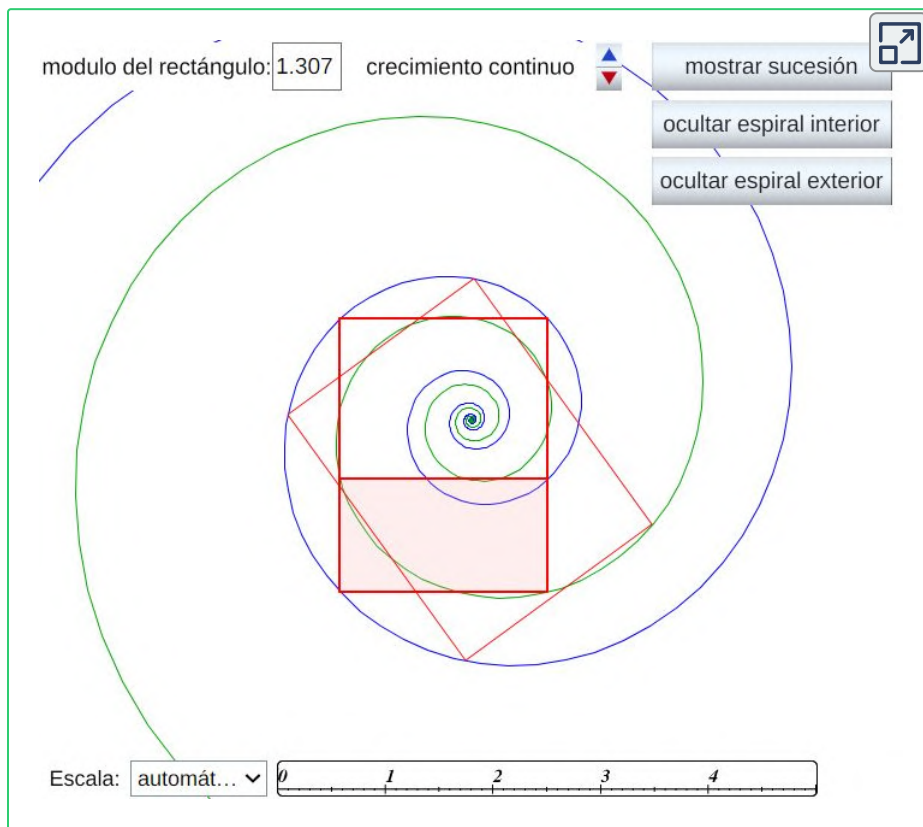 modulo del rectángulo: 1.307 crecimiento continuo mostrar sucesión
ocultar espiral interior
ocultar espiral exterior
Escala: automát... 0 1 2 3 4